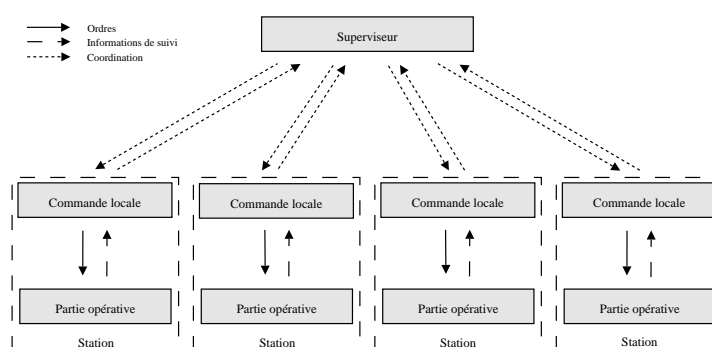 Ordres
Informations de suivi
Coordination
Superviseur
Commande locale
Commande locale
Commande locale
Commande locale
Partie opérative
Partie opérative
Partie opérative
Partie opérative
Station
Station
Station
Station